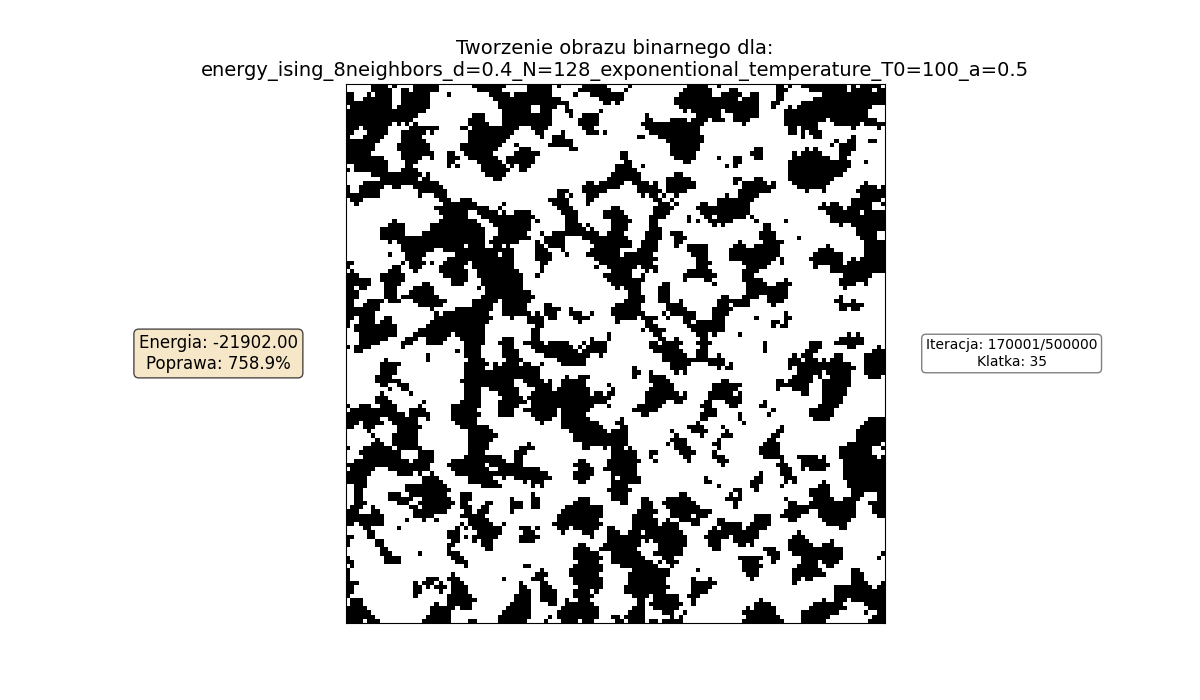 Tworzenie obrazu binarnego dla:
energy_ising_8neighbors_d=0.4_N=128_exponentional_temperature_T0=100_a=0.5
Energia: -21902.00
Poprawa: 758.9%
Iteracja: 170001/500000
Klatka: 35